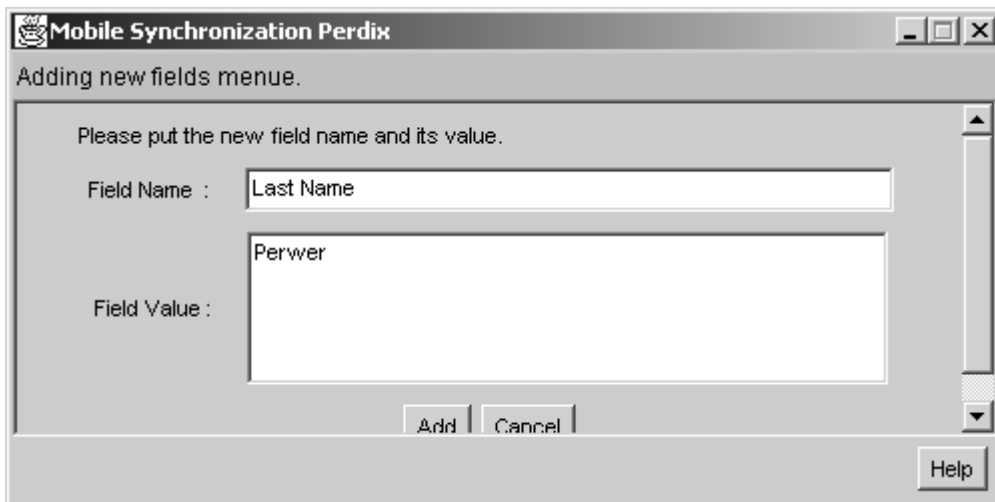 Mobile Synchronization Perdix
Adding new fields menue.
Please put the new field name and its value.
Field Name : Last Name
Field Value : Perwer
Add Cancel
Help